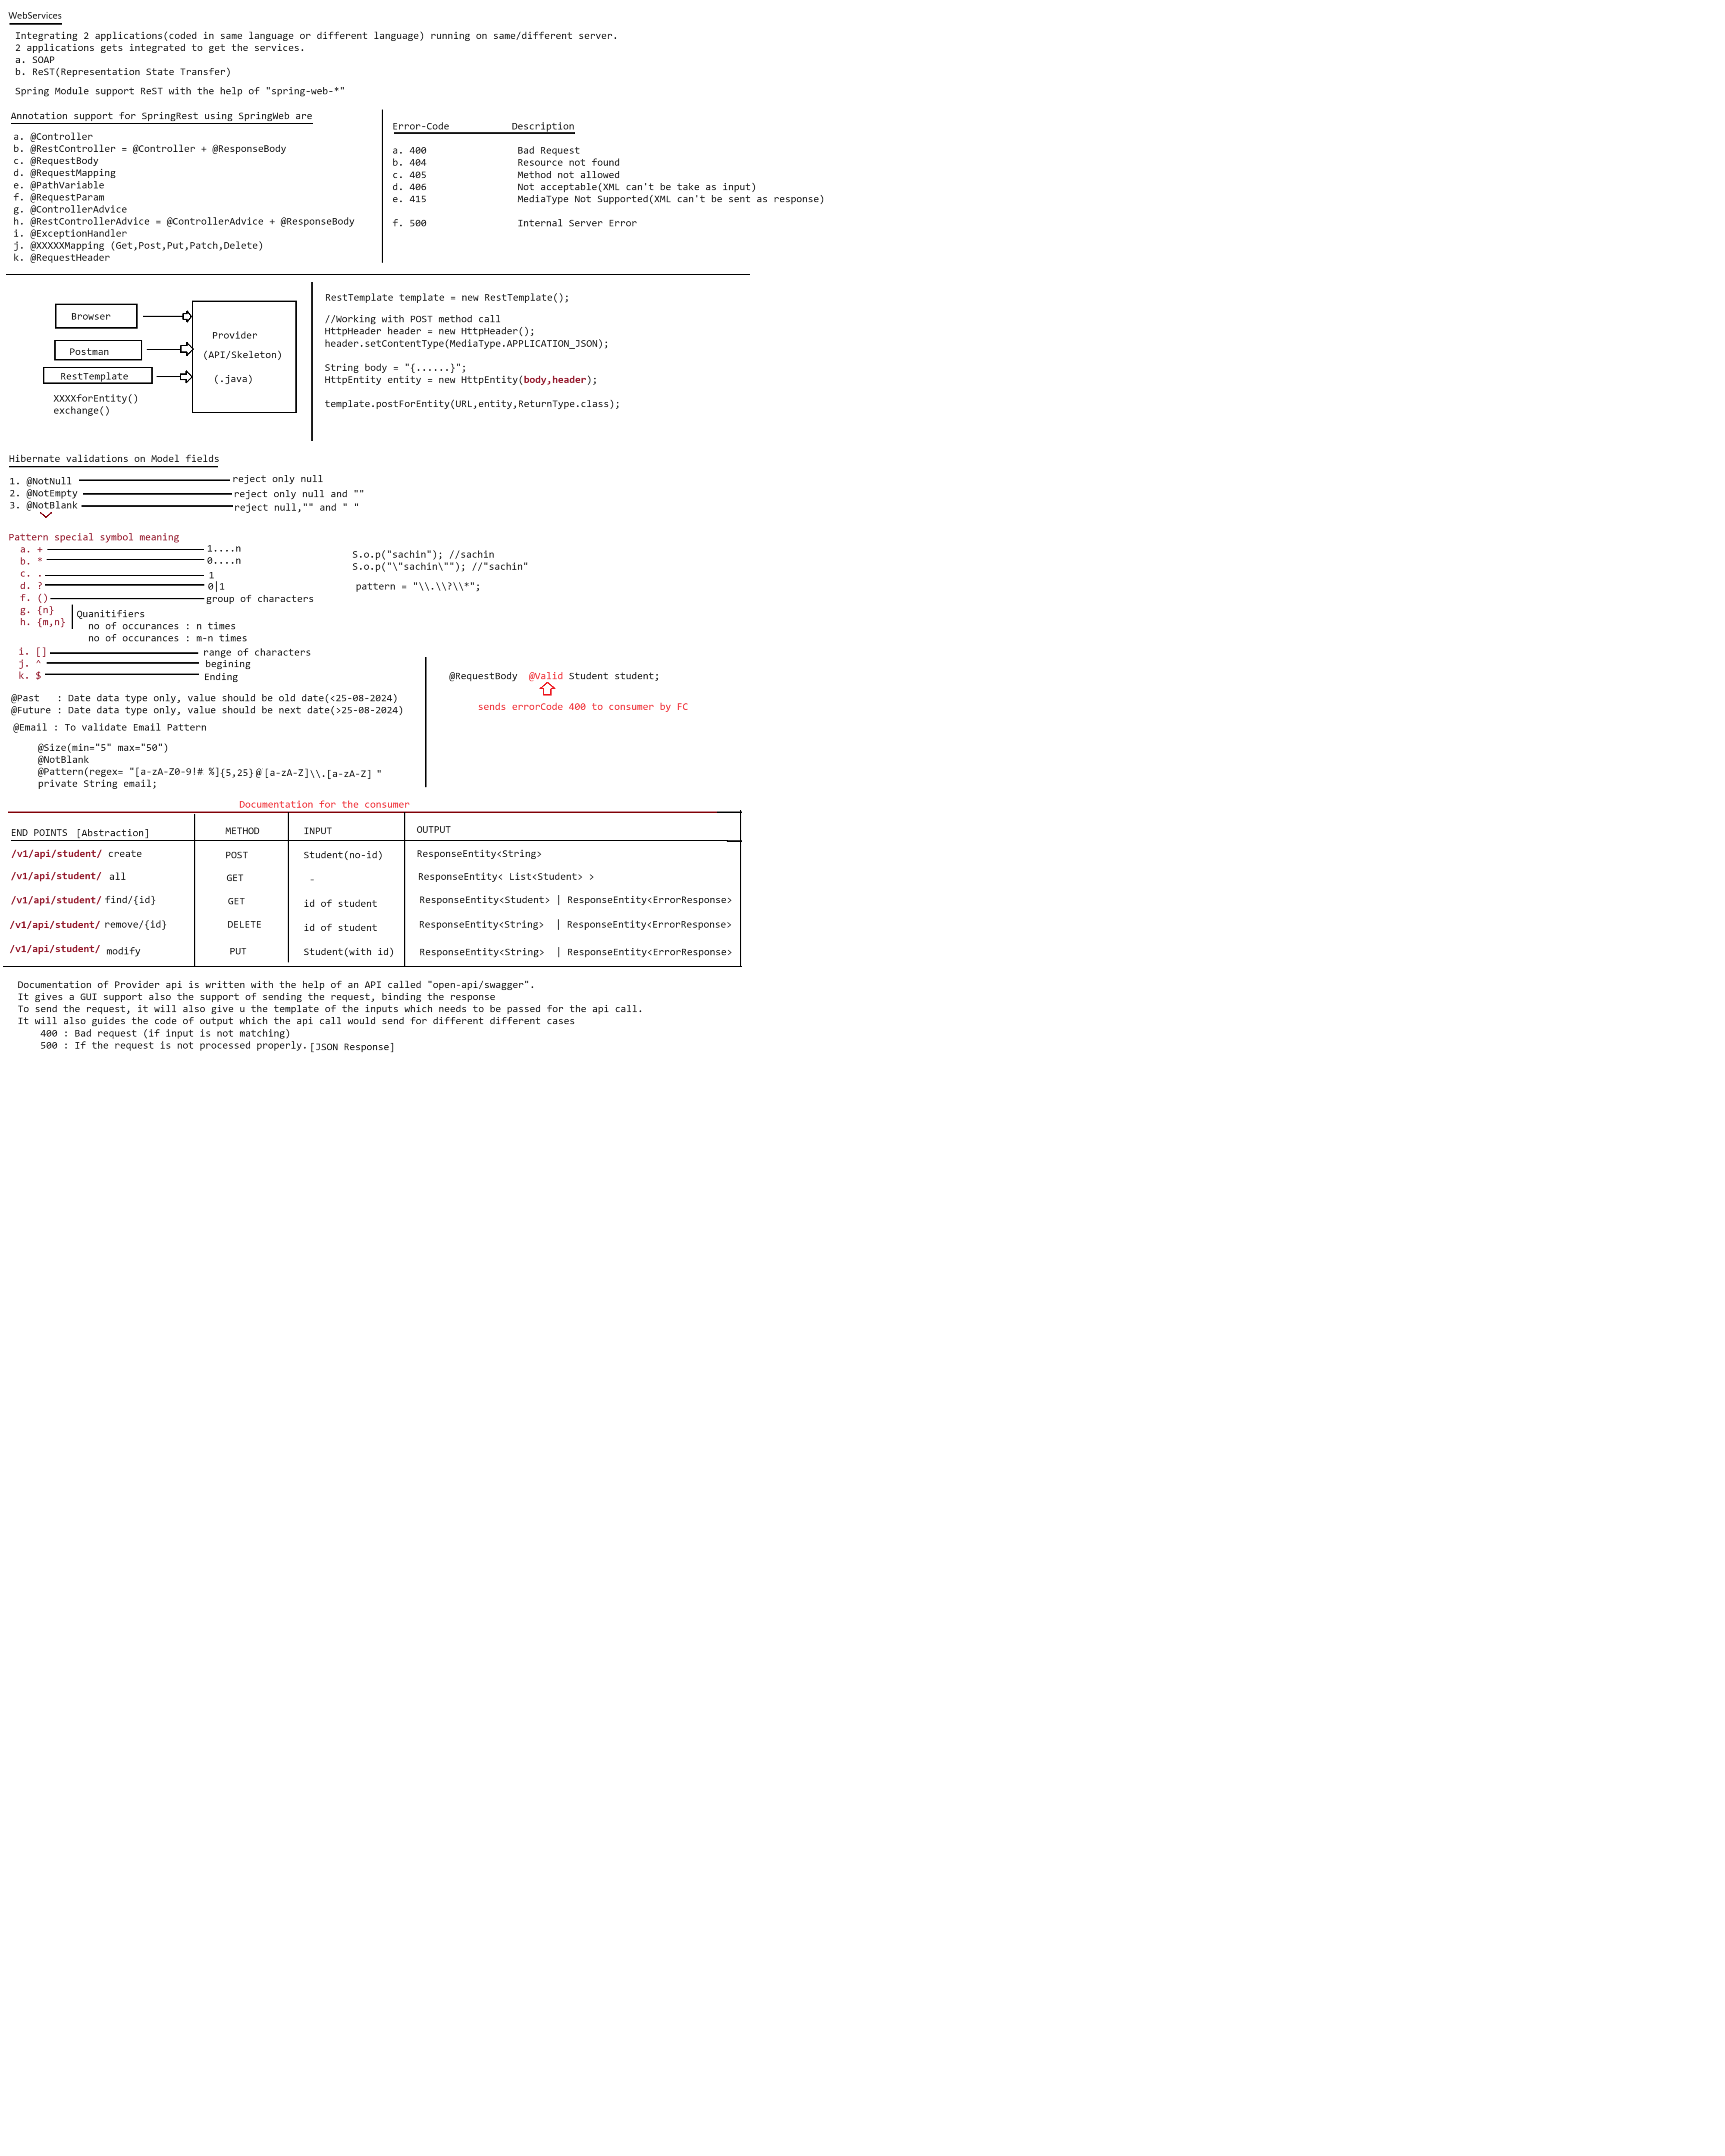 WebServices
Integrating 2 applications(coded in same language or different language) running on same/different server.
2 applications gets integrated to get the services.
a. SOAP
b. ReST(Representation State Transfer)
Spring Module support ReST with the help of "spring-web-*"
Annotation support for SpringRest using SpringWeb are
a. @Controller
b. @RestController = @Controller + @ResponseBody
c. @RequestBody
d. @RequestMapping
e. @PathVariable
f. @RequestParam
g. @ControllerAdvice
h. @RestControllerAdvice = @ControllerAdvice + @ResponseBody
i. @ExceptionHandler
j. @XXXXXMapping (Get,Post,Put,Patch,Delete)
k. @RequestHeader
Error-Code Description
a. 400 Bad Request
b. 404 Resource not found
c. 405 Method not allowed
d. 406 Not acceptable(XML can't be take as input)
e. 415 MediaType Not Supported(XML can't be sent as response)
f. 500 Internal Server Error
Browser
Postman
RestTemplate
XXXXforEntity()
exchange()
Provider
(API/Skeleton)
(.java)
RestTemplate template = new RestTemplate();
//Working with POST method call
HttpHeader header = new HttpHeader();
header.setContentType(MediaType.APPLICATION_JSON);
String body = "{......}";
HttpEntity entity = new HttpEntity(body,header);
template.postForEntity(URL,entity,ReturnType.class);
Hibernate validations on Model fields
1. @NotNull reject only null
2. @NotEmpty reject only null and ""
3. @NotBlank reject null,"" and " "
Pattern special symbol meaning
a. + 1....n
b. * 0....n
c. . 1
d. ? 0|1
f. () group of characters
g. {n}
h. {m,n}
Quanitifiers
no of occurances : n times
no of occurances : m-n times
i. [] range of characters
j. ^ begining
k. $ Ending
S.o.p("sachin"); //sachin
S.o.p("\"sachin\""); //"sachin"
pattern = "\\.\\?\\*";
@Past : Date data type only, value should be old date(<25-08-2024)
@Future : Date data type only, value should be next date(>25-08-2024)
@Email : To validate Email Pattern
@Size(min="5" max="50")
@NotBlank
@Pattern(regex= "[a-zA-Z0-9!# %]{5,25}@[a-zA-Z]\\.[a-zA-Z] "
private String email;
@RequestBody @Valid Student student;
sends errorCode 400 to consumer by FC
Documentation for the consumer
END POINTS [Abstraction] METHOD INPUT OUTPUT
/v1/api/student/ create POST Student(no-id) ResponseEntity<String>
/v1/api/student/ all GET - ResponseEntity< List<Student> >
/v1/api/student/ find/{id} GET id of student ResponseEntity<Student> | ResponseEntity<ErrorResponse>
/v1/api/student/ remove/{id} DELETE id of student ResponseEntity<String> | ResponseEntity<ErrorResponse>
/v1/api/student/ modify PUT Student(with id) ResponseEntity<String> | ResponseEntity<ErrorResponse>
Documentation of Provider api is written with the help of an API called "open-api/swagger".
It gives a GUI support also the support of sending the request, binding the response
To send the request, it will also give u the template of the inputs which needs to be passed for the api call.
It will also guides the code of output which the api call would send for different different cases
400 : Bad request (if input is not matching)
500 : If the request is not processed properly. [JSON Response]